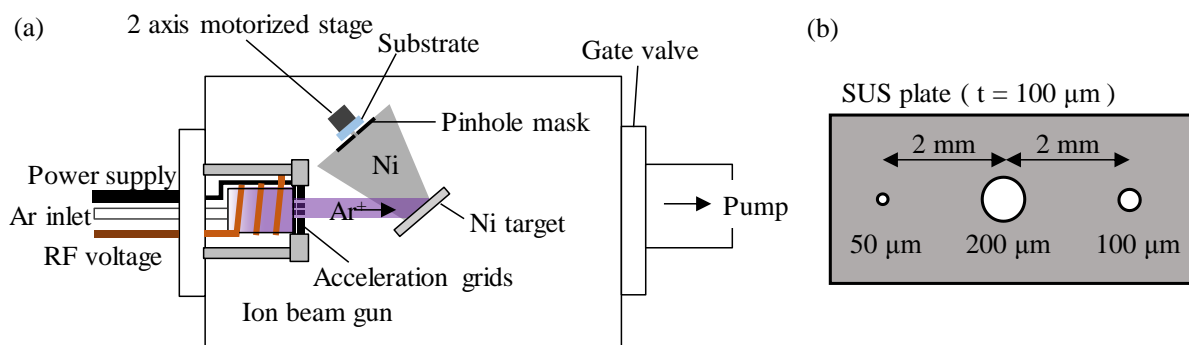 (a)
2 axis motorized stage
Substrate
Gate valve
Pinhole mask
Ni
Power supply
Ar inlet
Ar⁺
RF voltage
Ni target
Pump
Acceleration grids
Ion beam gun
(b)
SUS plate ( t = 100 μm )
2 mm
2 mm
50 μm
200 μm
100 μm